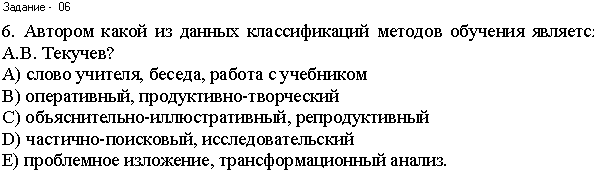 Задание - 06
6. Автором какой из данных классификаций методов обучения являетс
А.В. Текучев?
A) слово учителя, беседа, работа с учебником
B) оперативный, продуктивно-творческий
C) объяснительно-иллюстративный, репродуктивный
D) частично-поисковый, исследовательский
E) проблемное изложение, трансформационный анализ.